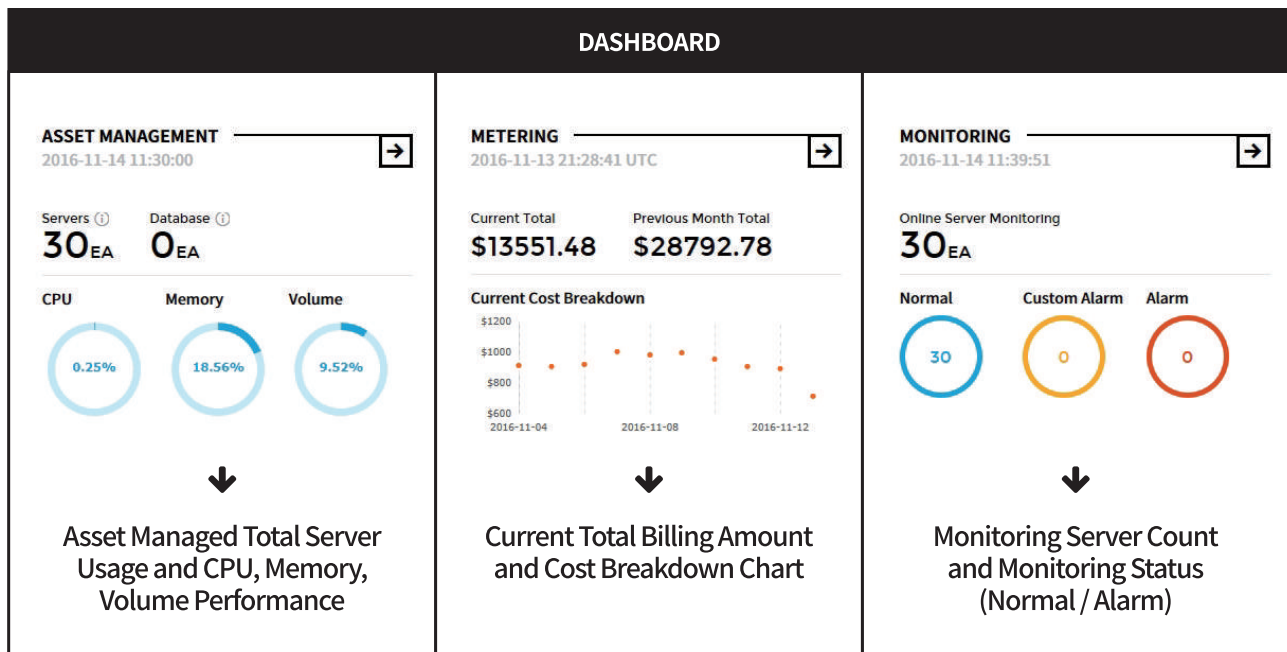 DASHBOARD
ASSET MANAGEMENT
2016-11-14 11:30:00
Servers Database
30EA 0EA
CPU Memory Volume
0.25% 18.56% 9.52%
Asset Managed Total Server
Usage and CPU, Memory,
Volume Performance
METERING
2016-11-13 21:28:41 UTC
Current Total Previous Month Total
$13551.48 $28792.78
Current Cost Breakdown
$1200
$1000
$800
$600
2016-11-04 2016-11-08 2016-11-12
Current Total Billing Amount
and Cost Breakdown Chart
MONITORING
2016-11-14 11:39:51
Online Server Monitoring
30EA
Normal Custom Alarm Alarm
30 0 0
Monitoring Server Count
and Monitoring Status
(Normal / Alarm)